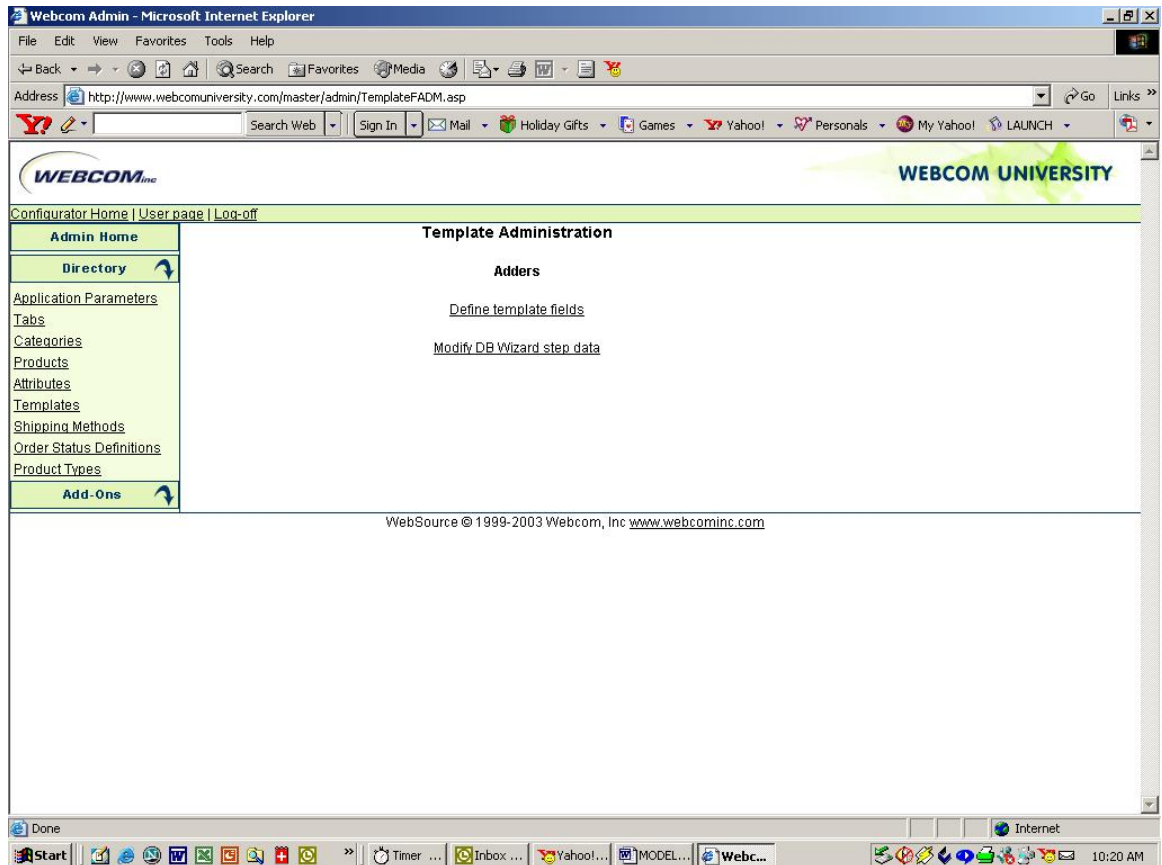 Webcom Admin - Microsoft Internet Explorer
File Edit View Favorites Tools Help
Back Search Favorites Media
Address http://www.webcomuniversity.com/master/admin/TemplateFADM.asp Go Links »
Y! Search Web Sign In Mail Holiday Gifts Games Yahoo! Personals My Yahoo! LAUNCH
WEBCOM inc WEBCOM UNIVERSITY
Configurator Home | User page | Log-off
Admin Home
Directory
Application Parameters
Tabs
Categories
Products
Attributes
Templates
Shipping Methods
Order Status Definitions
Product Types
Add-Ons
Template Administration
Adders
Define template fields
Modify DB Wizard step data
WebSource © 1999-2003 Webcom, Inc www.webcominc.com
Done Internet
Start » Timer ... Inbox ... Yahoo!... MODEL... Webc... 10:20 AM